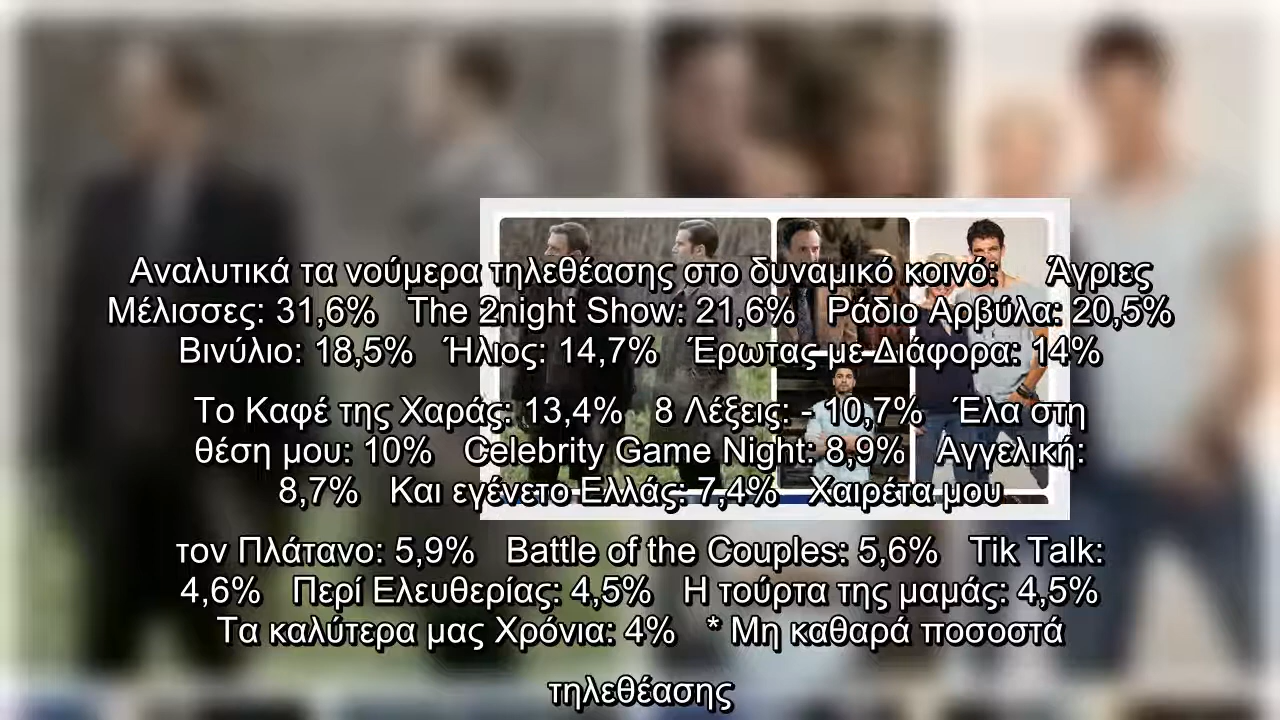 Αναλυτικά τα νούμερα τηλεθέασης στο δυναμικό κοινό: Άγριες
Μέλισσες: 31,6% The 2night Show: 21,6% Ράδιο Αρβύλα: 20,5%
Βινύλιο: 18,5% Ήλιος: 14,7% Έρωτας με Διάφορα: 14%
Το Καφέ της Χαράς: 13,4% 8 Λέξεις: - 10,7% Έλα στη
θέση μου: 10% Celebrity Game Night: 8,9% Αγγελική:
8,7% Και εγένετο Ελλάς: 7,4% Χαιρέτα μου
τον Πλάτανο: 5,9% Battle of the Couples: 5,6% Tik Talk:
4,6% Περί Ελευθερίας: 4,5% Η τούρτα της μαμάς: 4,5%
Τα καλύτερα μας Χρόνια: 4% * Μη καθαρά ποσοστά
τηλεθέασης